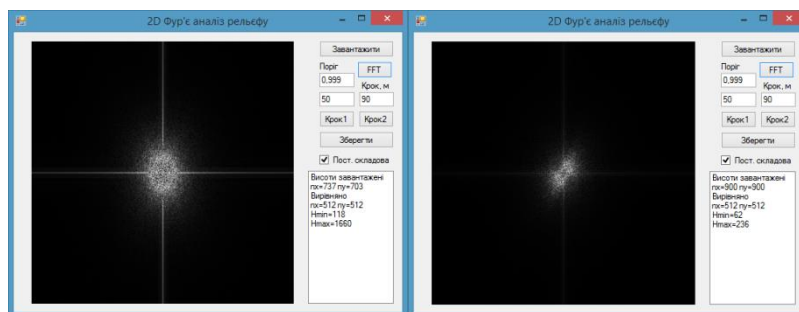 2D Фур'є аналіз рельєфу
Завантажити
Поріг
FFT
0,999
Крок, м
50
90
Крок1
Крок2
Зберегти
Пост. складова
Висоти завантажені
nx=737 ny=703
Вирівняно
nx=512 ny=512
Hmin=118
Hmax=1660
2D Фур'є аналіз рельєфу
Завантажити
Поріг
FFT
0,999
Крок, м
50
90
Крок1
Крок2
Зберегти
Пост. складова
Висоти завантажені
nx=900 ny=900
Вирівняно
nx=512 ny=512
Hmin=62
Hmax=236